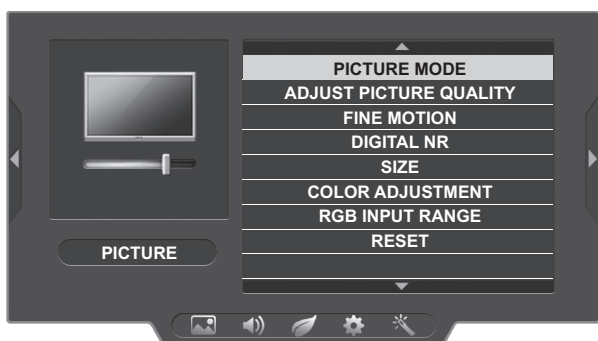 PICTURE MODE
ADJUST PICTURE QUALITY
FINE MOTION
DIGITAL NR
SIZE
COLOR ADJUSTMENT
RGB INPUT RANGE
RESET
PICTURE